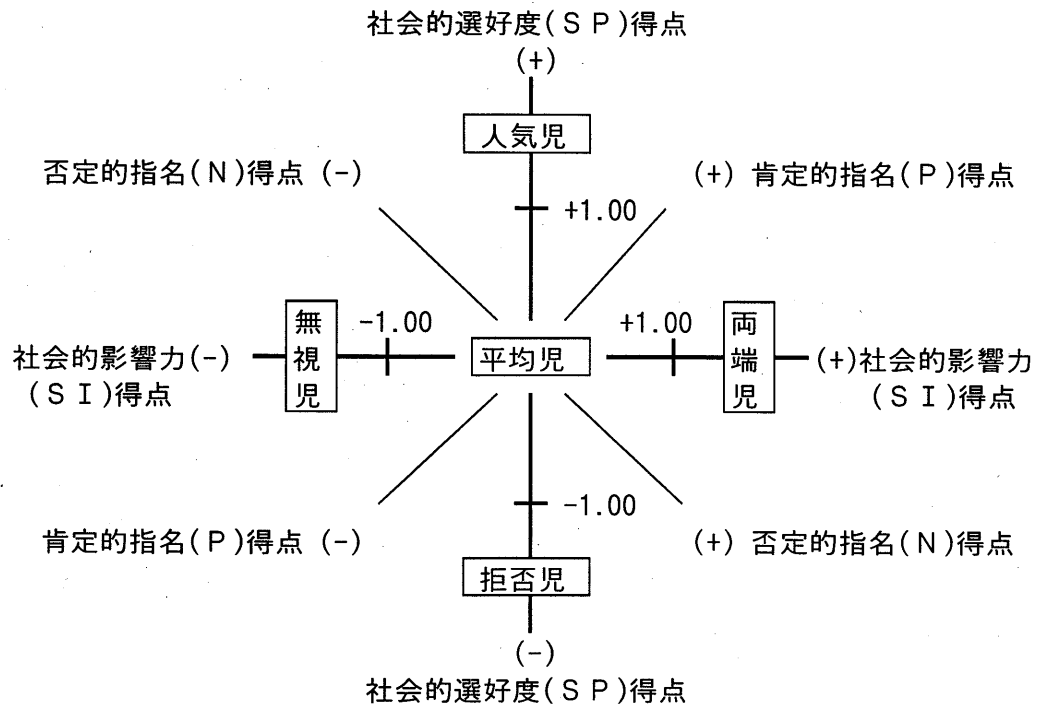 社会的選好度(SP)得点
(+)
人気児
否定的指名(N)得点 (-)
(+) 肯定的指名(P)得点
+1.00
無視児
-1.00
平均児
+1.00
両端児
社会的影響力(-)
(SI)得点
(+)社会的影響力
(SI)得点
-1.00
肯定的指名(P)得点 (-)
(+) 否定的指名(N)得点
拒否児
(-)
社会的選好度(SP)得点